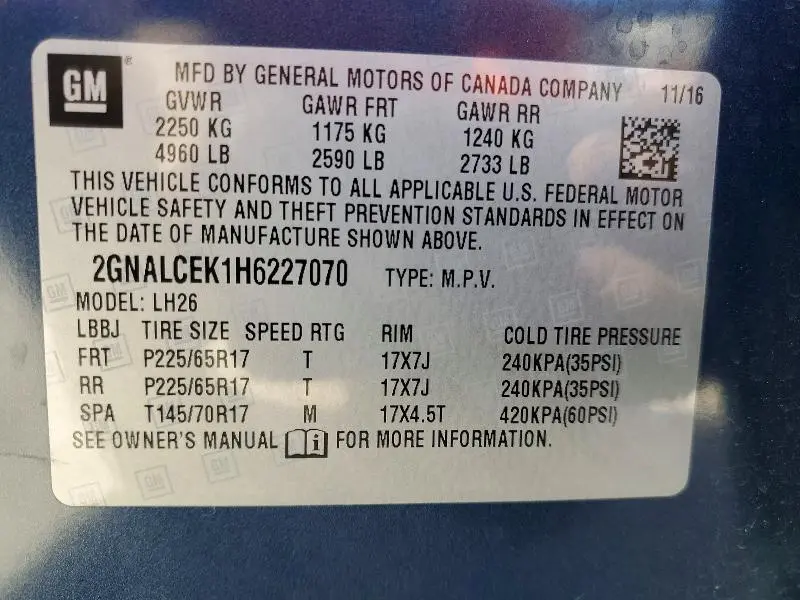 GM®
MFD BY GENERAL MOTORS OF CANADA COMPANY 11/16
GVWR GAWR FRT GAWR RR
2250 KG 1175 KG 1240 KG
4960 LB 2590 LB 2733 LB
THIS VEHICLE CONFORMS TO ALL APPLICABLE U.S. FEDERAL MOTOR
VEHICLE SAFETY AND THEFT PREVENTION STANDARDS IN EFFECT ON
THE DATE OF MANUFACTURE SHOWN ABOVE.
2GNALCEK1H6227070 TYPE: M.P.V.
MODEL: LH26
LBBJ TIRE SIZE SPEED RTG RIM COLD TIRE PRESSURE
FRT P225/65R17 T 17X7J 240KPA(35PSI)
RR P225/65R17 T 17X7J 240KPA(35PSI)
SPA T145/70R17 M 17X4.5T 420KPA(60PSI)
SEE OWNER'S MANUAL i FOR MORE INFORMATION.